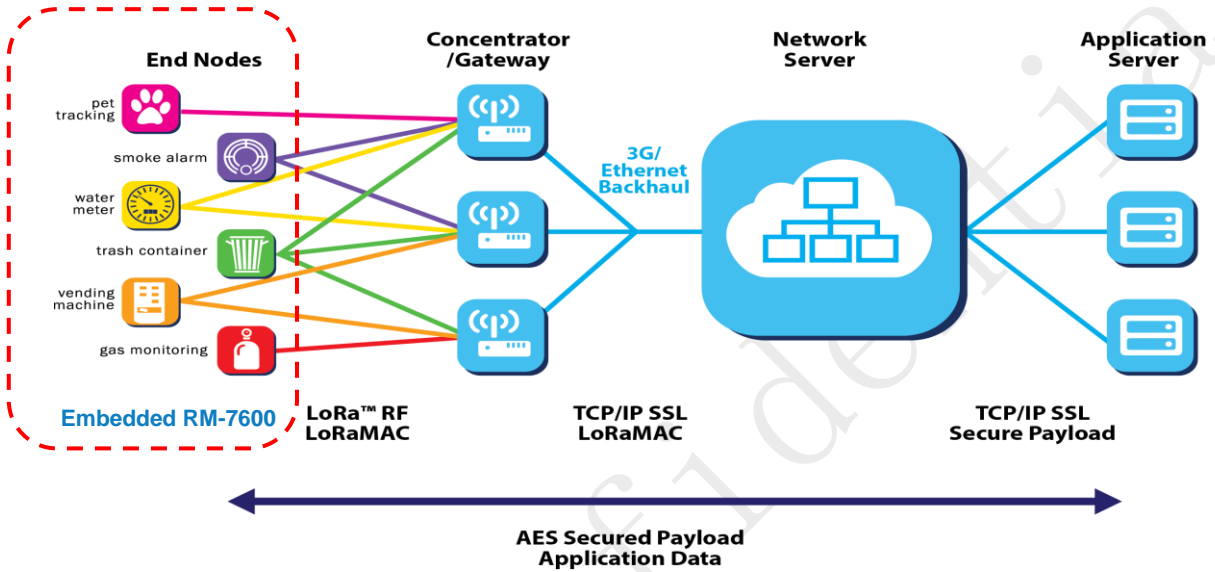 End Nodes
Concentrator
/Gateway
Network
Server
Application
Server
pet
tracking
smoke alarm
water
meter
trash container
vending
machine
gas monitoring
3G/
Ethernet
Backhaul
Embedded RM-7600
LoRa™ RF
LoRaMAC
TCP/IP SSL
LoRaMAC
TCP/IP SSL
Secure Payload
AES Secured Payload
Application Data
fidentia